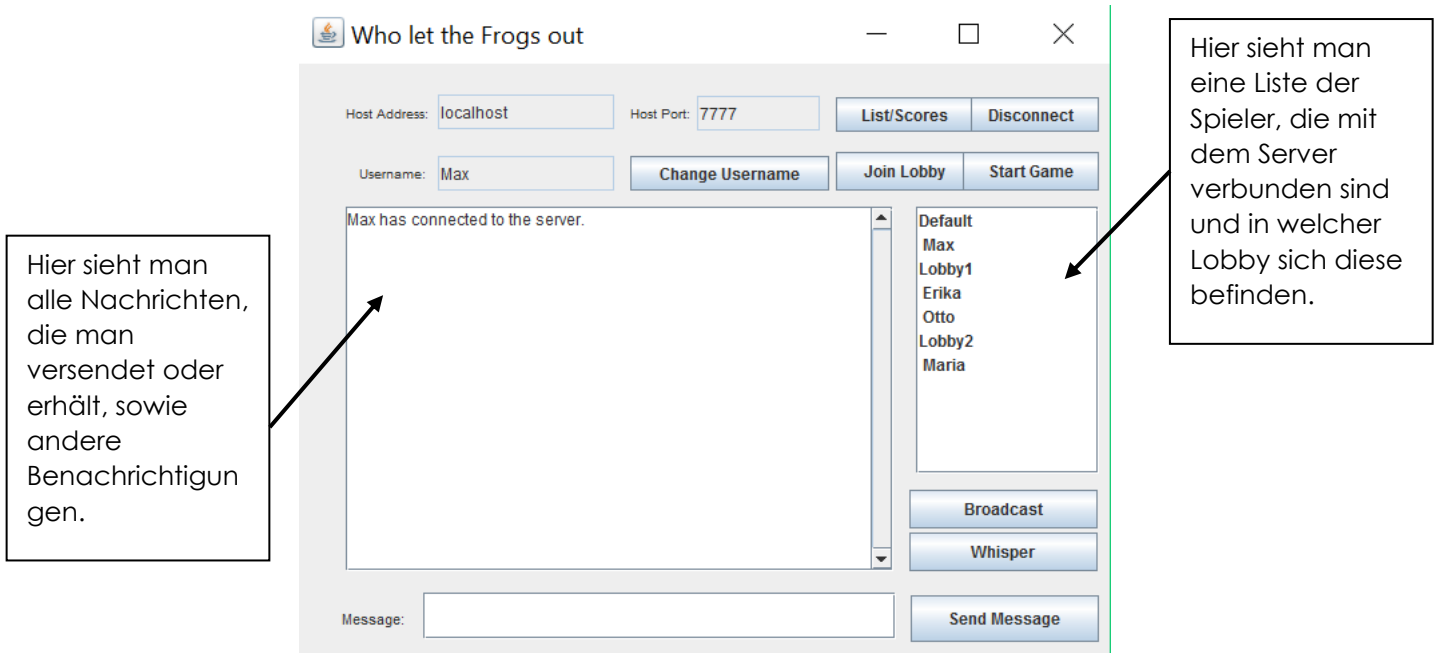 Who let the Frogs out
Host Address: localhost Host Port: 7777 List/Scores Disconnect
Username: Max Change Username Join Lobby Start Game
Max has connected to the server.
Default
Max
Lobby1
Erika
Otto
Lobby2
Maria
Broadcast
Whisper
Message: Send Message
Hier sieht man
alle Nachrichten,
die man
versendet oder
erhält, sowie
andere
Benachrichtigun
gen.
Hier sieht man
eine Liste der
Spieler, die mit
dem Server
verbunden sind
und in welcher
Lobby sich diese
befinden.